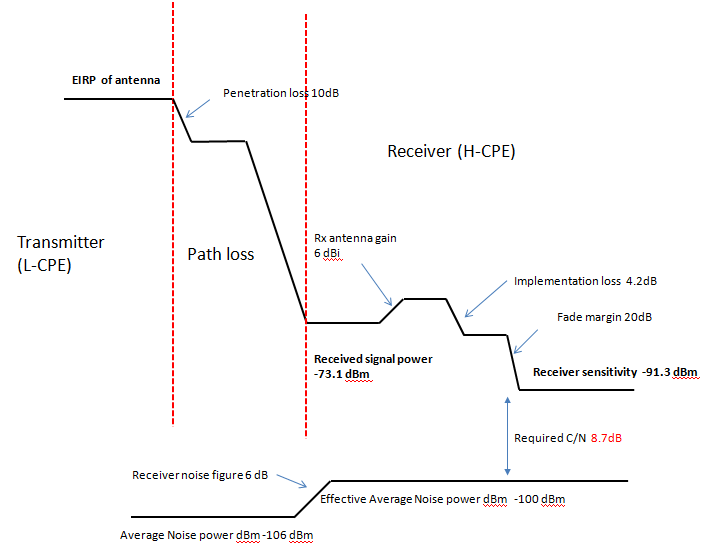 EIRP of antenna
Penetration loss 10dB
Receiver (H-CPE)
Transmitter
(L-CPE)
Path loss
Rx antenna gain
6 dBi
Implementation loss 4.2dB
Fade margin 20dB
Received signal power
-73.1 dBm
Receiver sensitivity -91.3 dBm
Required C/N 8.7dB
Receiver noise figure 6 dB
Effective Average Noise power dBm -100 dBm
Average Noise power dBm -106 dBm